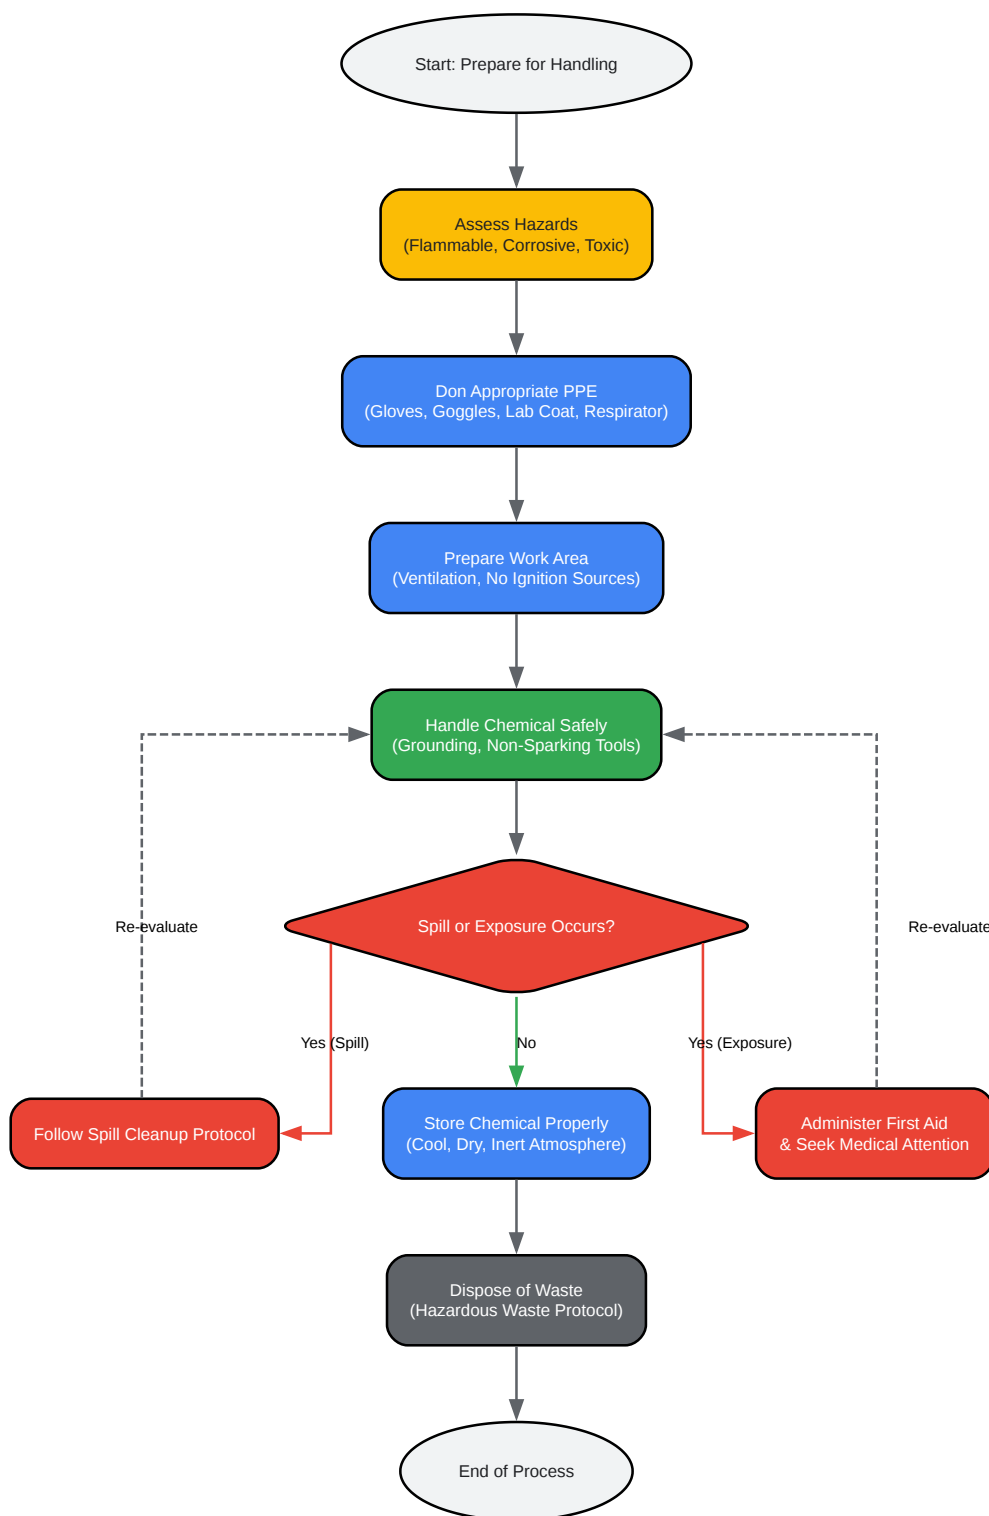 Start: Prepare for Handling
Assess Hazards
(Flammable, Corrosive, Toxic)
Don Appropriate PPE
(Gloves, Goggles, Lab Coat, Respirator)
Prepare Work Area
(Ventilation, No Ignition Sources)
Handle Chemical Safely
(Grounding, Non-Sparking Tools)
Spill or Exposure Occurs?
Re-evaluate
Re-evaluate
Yes (Spill)
No
Yes (Exposure)
Follow Spill Cleanup Protocol
Store Chemical Properly
(Cool, Dry, Inert Atmosphere)
Administer First Aid
& Seek Medical Attention
Dispose of Waste
(Hazardous Waste Protocol)
End of Process